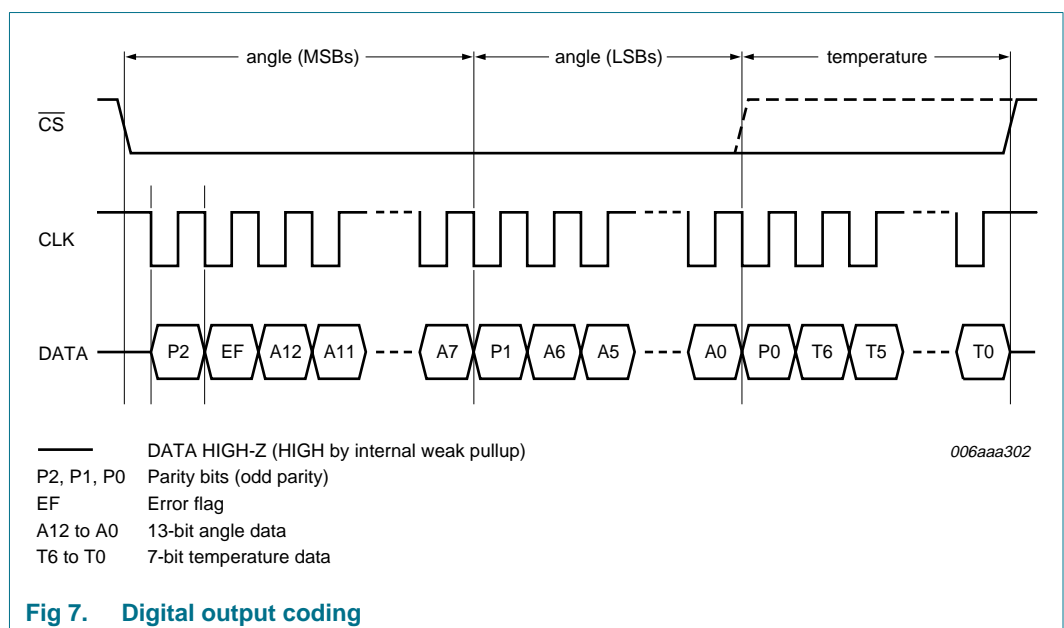 angle (MSBs) angle (LSBs) temperature
CS
CLK
DATA P2 EF A12 A11 A7 P1 A6 A5 A0 P0 T6 T5 T0
DATA HIGH-Z (HIGH by internal weak pullup) 006aaa302
P2, P1, P0 Parity bits (odd parity)
EF Error flag
A12 to A0 13-bit angle data
T6 to T0 7-bit temperature data
Fig 7. Digital output coding